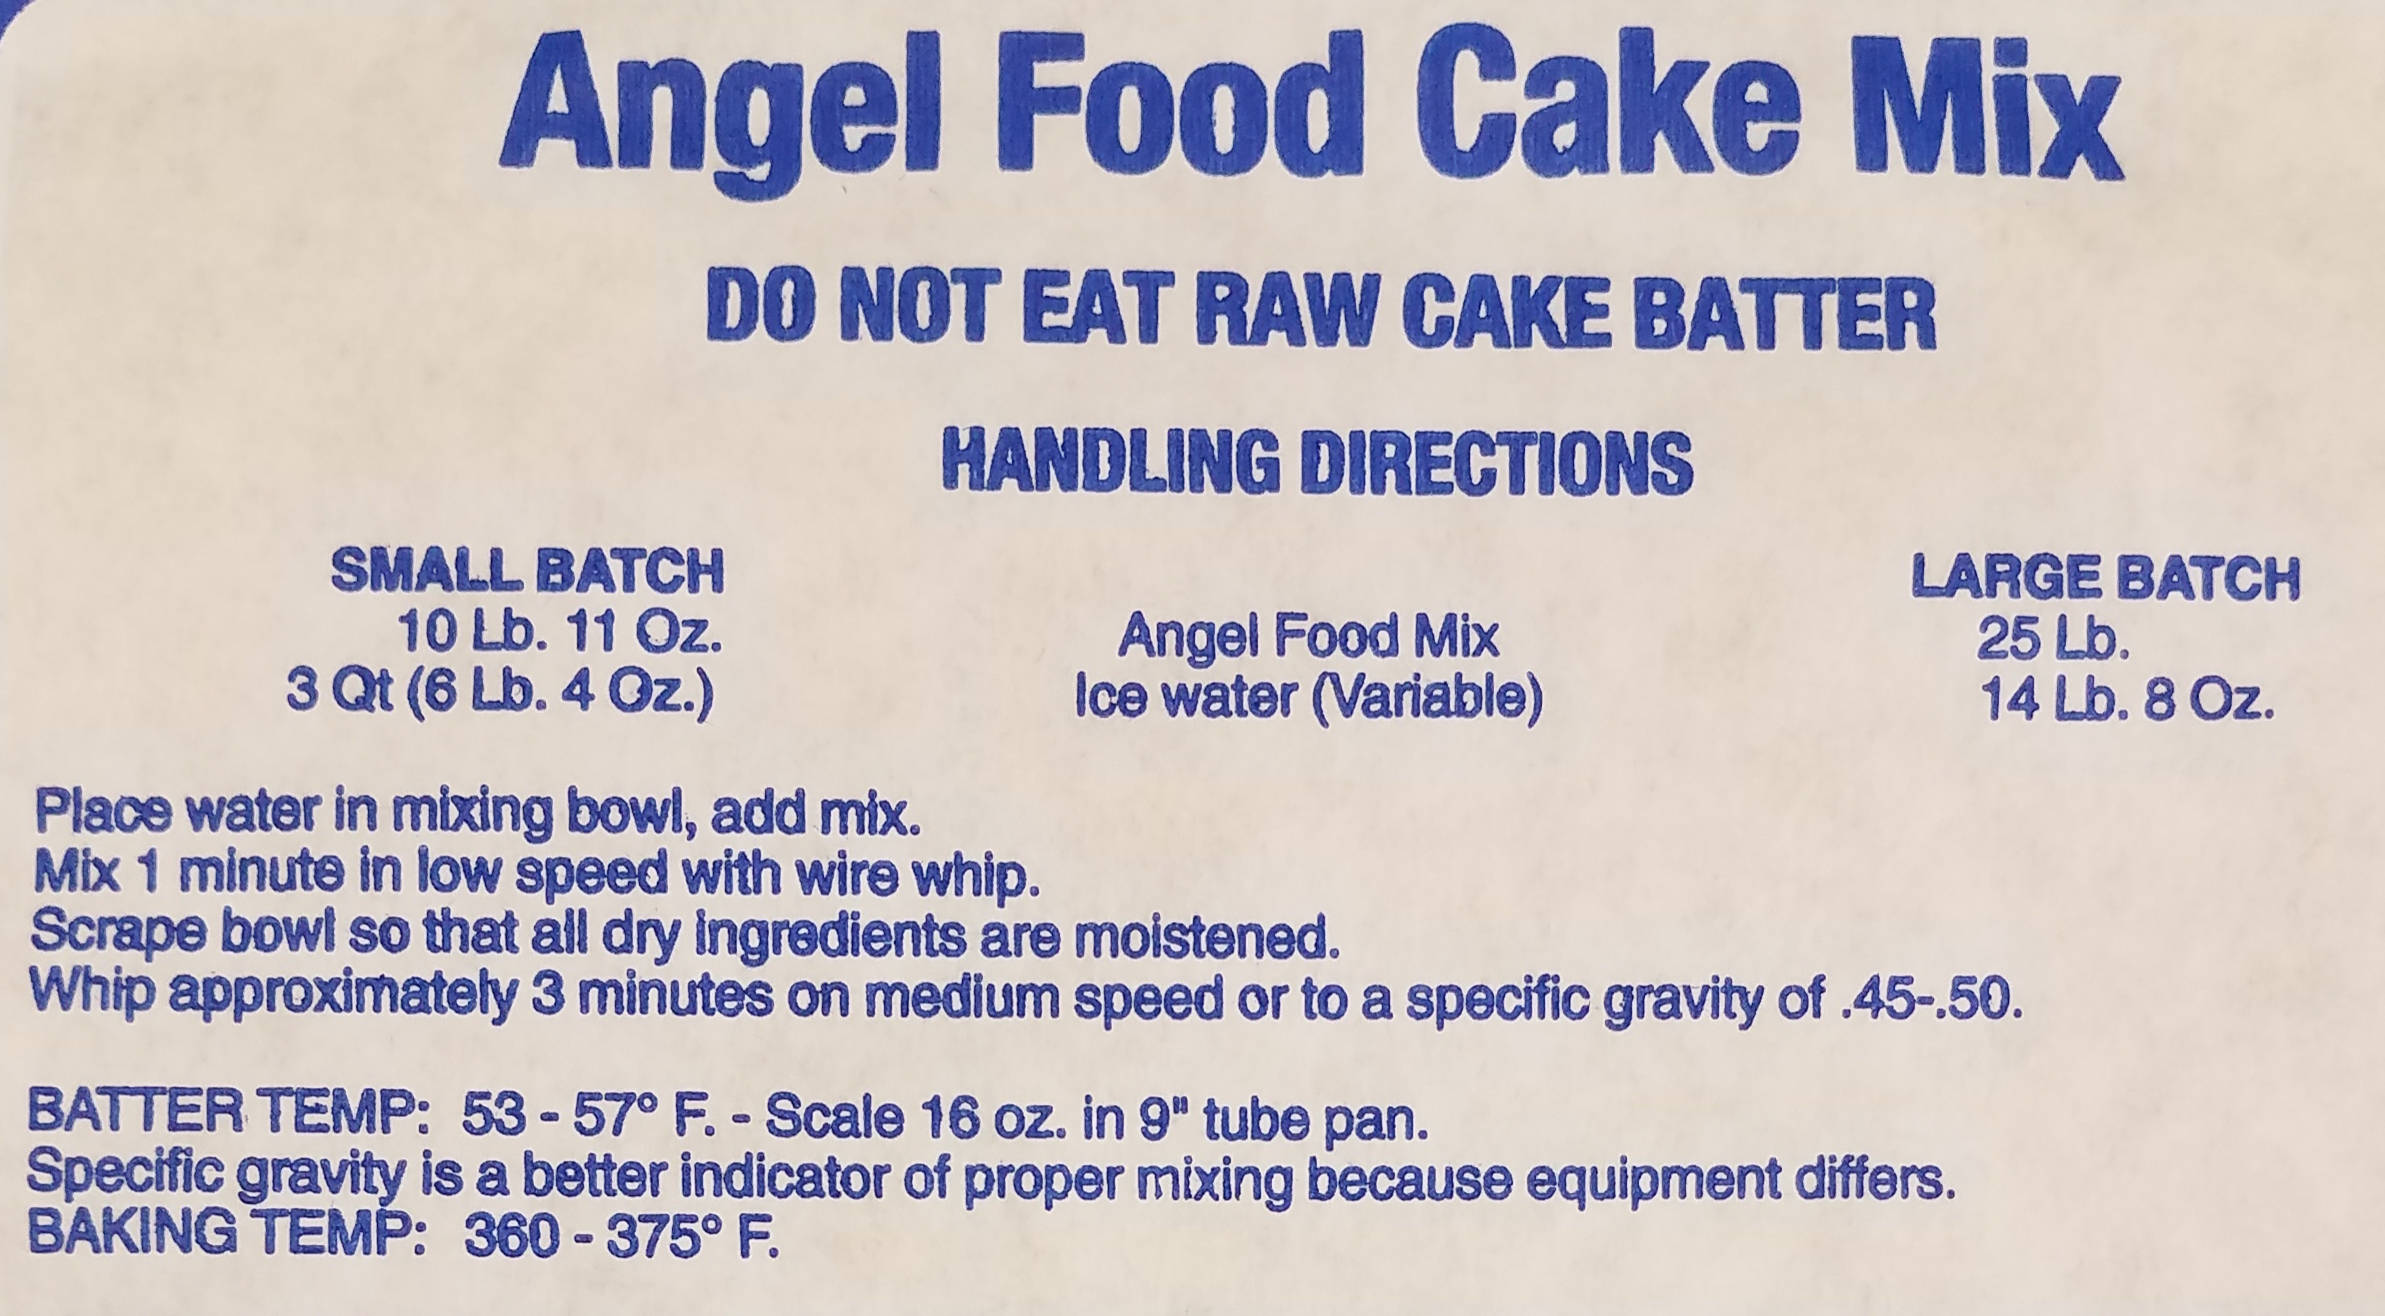 Angel Food Cake Mix
DO NOT EAT RAW CAKE BATTER
HANDLING DIRECTIONS
SMALL BATCH LARGE BATCH
10 Lb. 11 Oz. Angel Food Mix 25 Lb.
3 Qt (6 Lb. 4 Oz.) Ice water (Variable) 14 Lb. 8 Oz.
Place water in mixing bowl, add mix.
Mix 1 minute in low speed with wire whip.
Scrape bowl so that all dry ingredients are moistened.
Whip approximately 3 minutes on medium speed or to a specific gravity of .45-.50.
BATTER TEMP: 53 - 57° F. - Scale 16 oz. in 9" tube pan.
Specific gravity is a better indicator of proper mixing because equipment differs.
BAKING TEMP: 360 - 375° F.